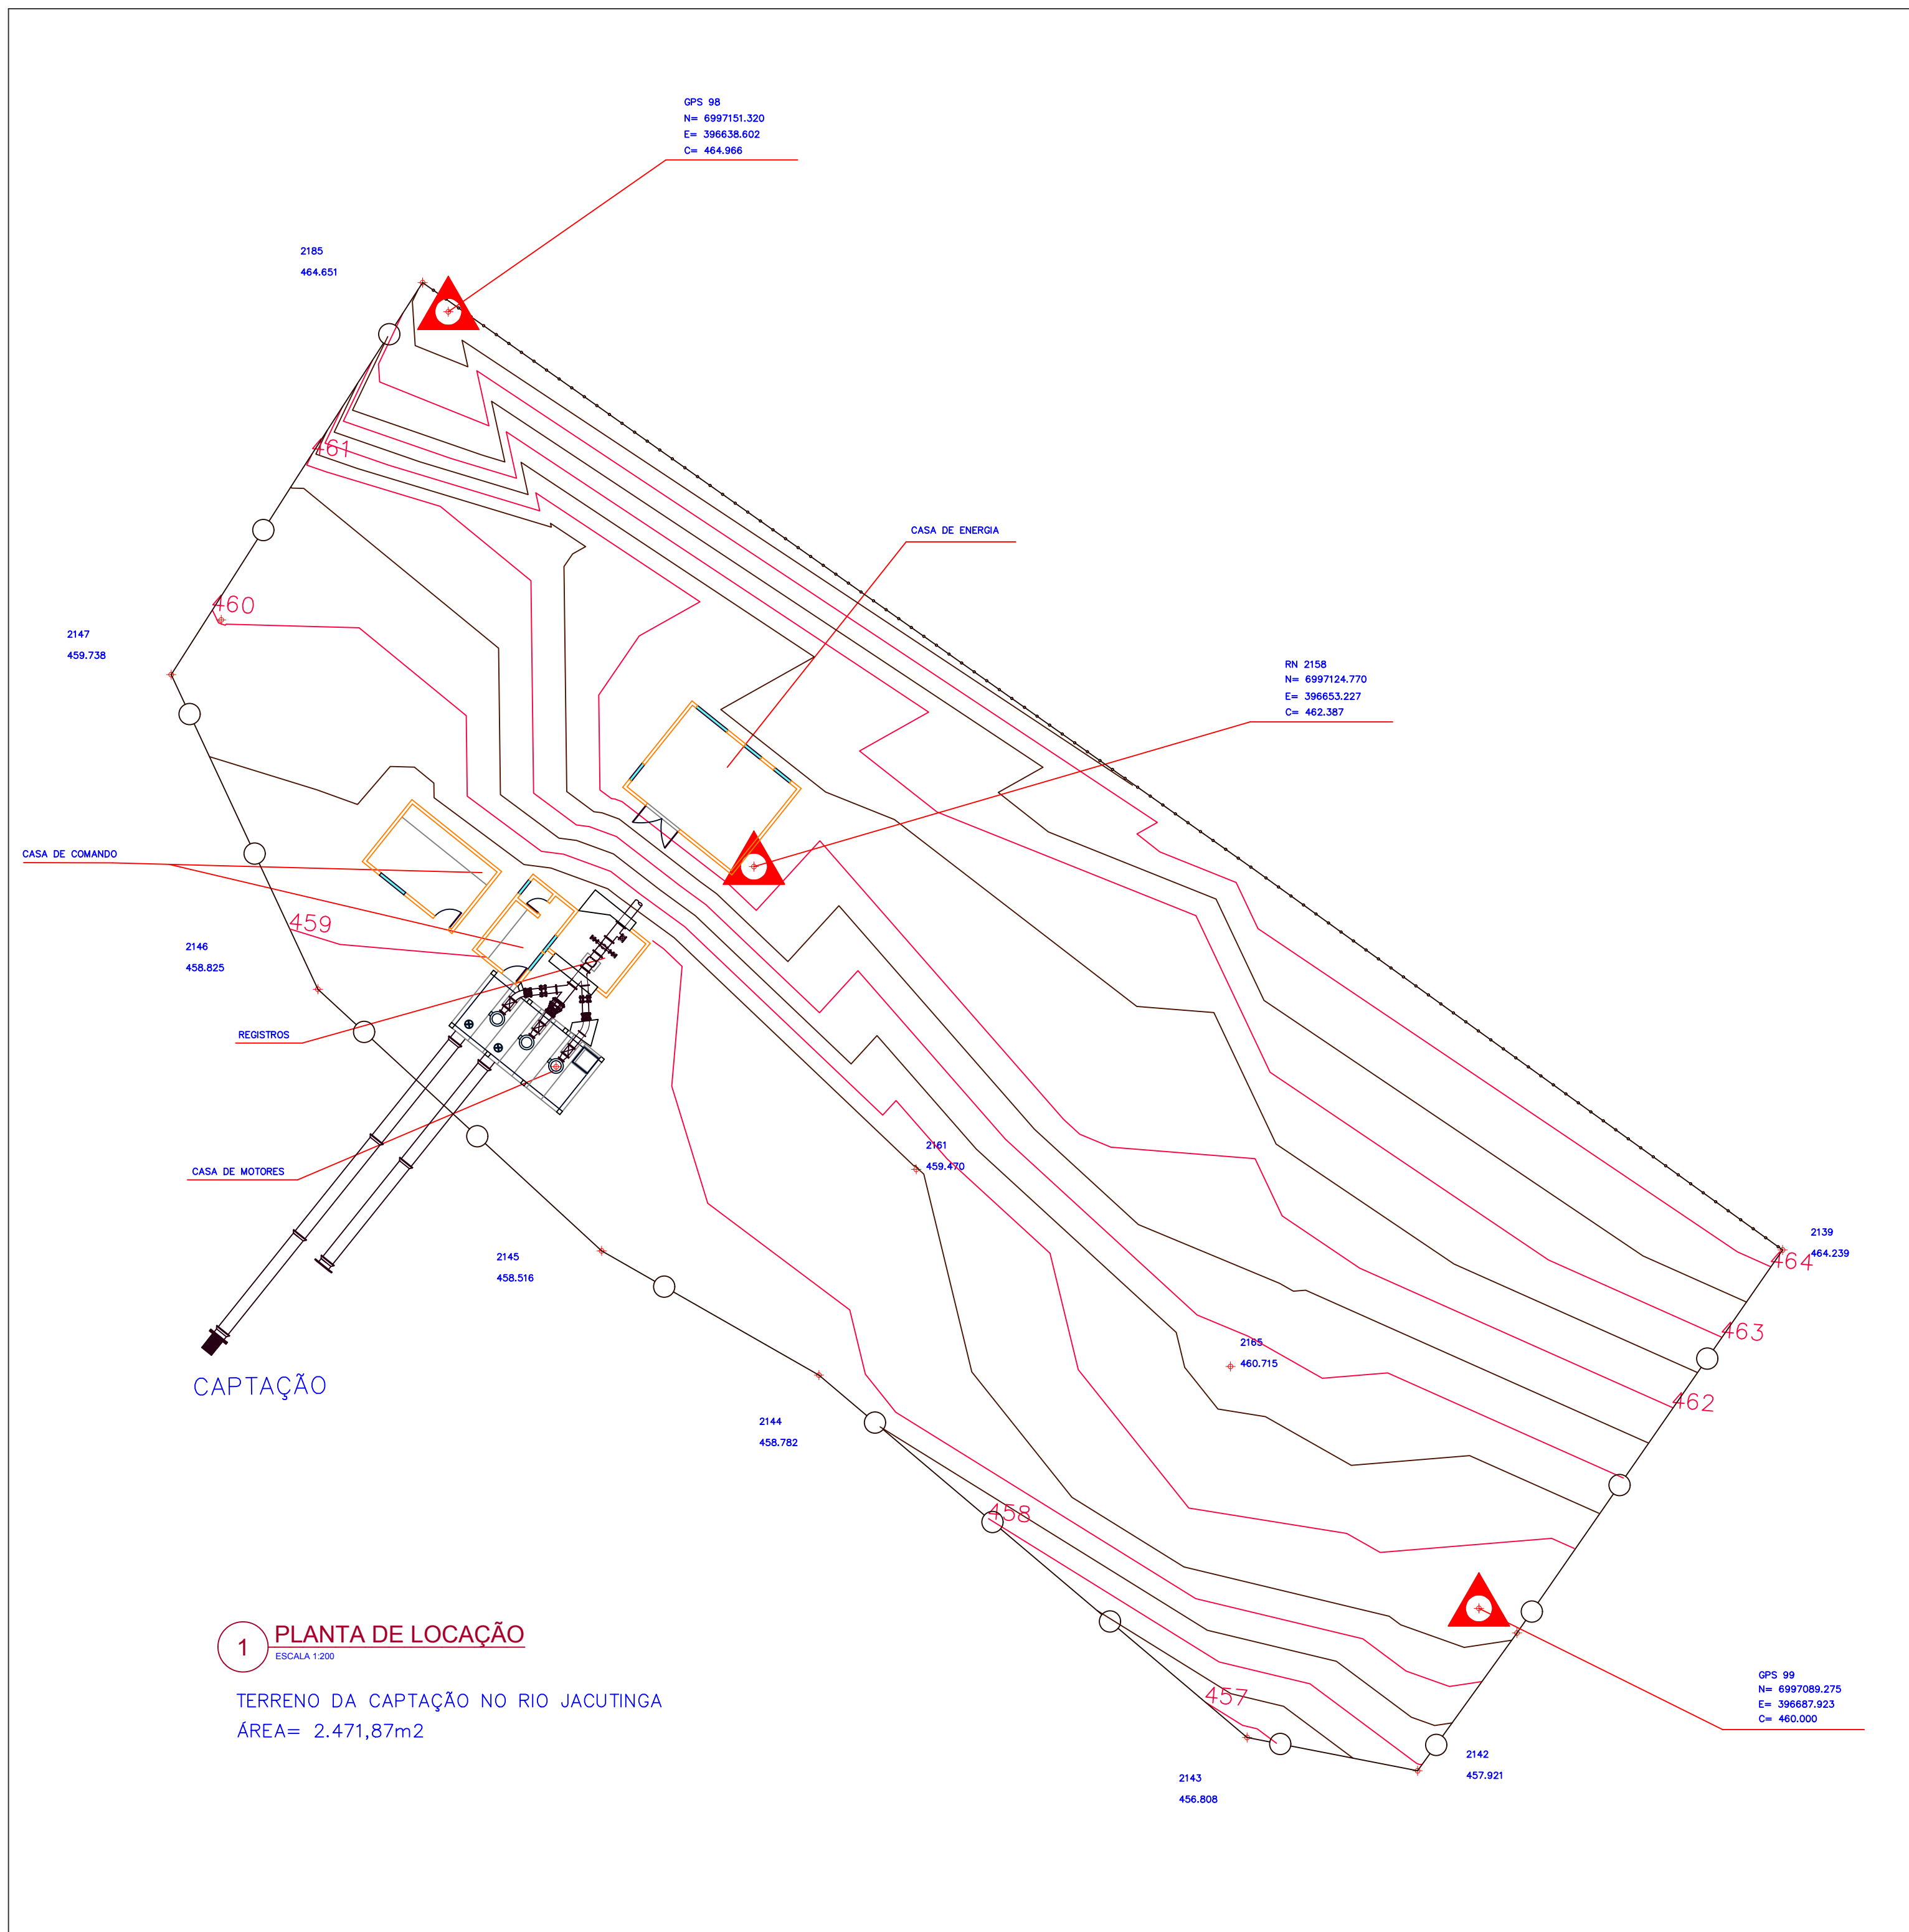 GPS 98
N= 6997151.320
E= 396638.602
C= 464.966
2185
464.651
461
CASA DE ENERGIA
460
2147
459.738
RN 2158
N= 6997124.770
E= 396653.227
C= 462.387
CASA DE COMANDO
459
2146
458.825
REGISTROS
CASA DE MOTORES
2161
459.470
2139
464.239
464
2145
458.516
463
2165
460.715
CAPTAÇÃO
462
2144
458.782
458
1 PLANTA DE LOCAÇÃO
ESCALA 1:200
TERRENO DA CAPTAÇÃO NO RIO JACUTINGA
ÁREA= 2.471,87m2
457
GPS 99
N= 6997089.275
E= 396687.923
C= 460.000
2142
457.921
2143
456.808